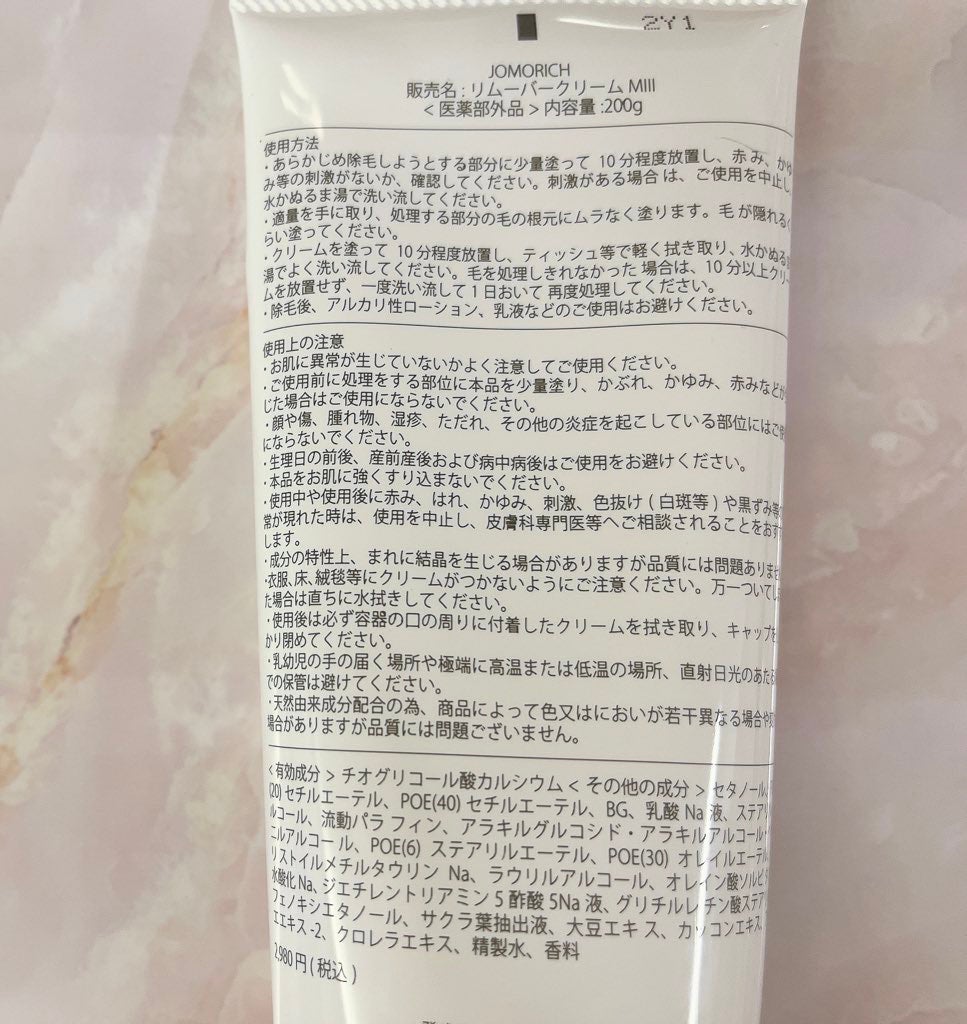 2Y1
JOMORICH
販売名 : リムーバークリーム MIII
< 医薬部外品 > 内容量 :200g
使用方法
・あらかじめ除毛しようとする部分に少量塗って 10 分程度放置し、赤 み、かゆ
み等の刺激がないか、確認してください。刺激がある場合 は、ご使用を中止し、
水かぬるま湯で洗い流してください。
・適量を手に取り、処理する部分の毛の根元にムラなく塗ります。毛 が隠れるく
らい塗ってください。
・クリームを塗って 10 分程度放置し、ティッシュ等で軽く拭き取り、水かぬるま
湯でよく洗い流してください。毛を処理しきれなかった 場合は、10 分以上クリー
ムを放置せず、一度洗い流して 1 日おいて 再度処理してください。
・除毛後、アルカリ性ローション、乳液などのご使用はお避けください。
使用上の注意
・お肌に異常が生じていないかよく注意してご使用ください。
・ご使用前に処理をする部位に本品を少量塗り、かぶれ、かゆみ、赤みなどが
じた場合はご使用にならないでください。
・顔や傷、腫れ物、湿疹、ただれ、その他の炎症を起こしている部位にはご使
にならないでください。
・生理日の前後、産前産後および病中病後はご使用をお避けください。
・本品をお肌に強くすり込まないでください。
・使用中や使用後に赤み、はれ、かゆみ、刺激、色抜け ( 白斑等 ) や黒ずみ等
常が現れた時は、使用を中止し、皮膚科専門医等へご相談されることをおす
します。
・成分の特性上、まれに結晶を生じる場合がありますが品質には問題ありませ
・衣服、床、絨毯等にクリームがつかないようにご注意ください。万一ついてし
た場合は直ちに水拭きしてください。
・使用後は必ず容器の口の周りに付着したクリームを拭き取り、キャップを
かり閉めてください。
・乳幼児の手の届く場所や極端に高温または低温の場所、直射日光のあたる
での保管は避けてください。
・天然由来成分配合の為、商品によって色又はにおいが若干異なる場合や
場合がありますが品質には問題ございません。
< 有効成分 > チオグリコール酸カルシウム < その他の成分 > セタノール、
(20) セチルエーテル、POE(40) セチルエーテル、BG、乳酸 Na 液、ステアリ
ルコール、流動パラ フィン、アラキルグルコシド・アラキルアルコール・
ニルアルコー ル、POE(6) ステアリルエーテル、POE(30) オレイルエーテル、
リストイルメチルタウリン Na、ラウリルアルコール、オレイン酸ソルビタ
水酸化 Na、ジエチレントリアミン 5 酢酸 5Na 液、グリチルレチン酸ステア
フェノキシエタノール、サクラ葉抽出液、大豆エキ ス、カッコンエキス、
エエキス -2、クロレラエキス、精製水、香料
2,980 円 ( 税込 )